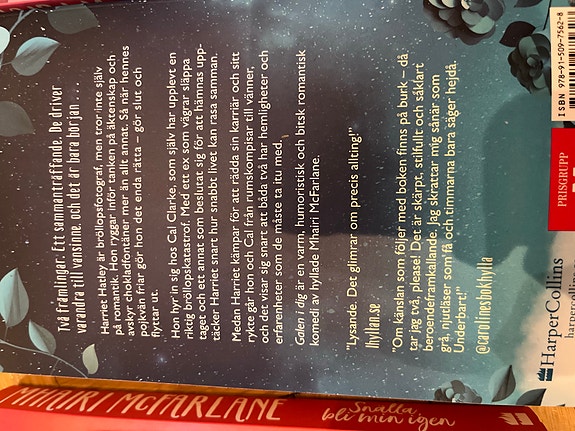 Två främlingar. Ett sammanträffande. De driver
varandra till vansinne, och det är bara början …
Harriet Hatley är bröllopsfotograf, men tror inte själv
på romantik. Hon ryggar inför tanken på äktenskap och
avskyr chokladfontäner mer än allt annat. Så när hennes
pojkvän friar gör hon det enda rätta – gör slut och
flyttar ut.
Hon hyr in sig hos Cal Clarke, som själv har upplevt en
riktig bröllopskatastrof. Med ett ex som vägrar släppa
taget och ett annat som beslutat sig för att hämnas upp-
täcker Harriet snart hur snabbt livet kan rasa samman.
Medan Harriet kämpar för att rädda sin karriär och sitt
rykte går hon och Cal från rumskompisar till vänner,
och det visar sig snart att båda två har hemligheter och
erfarenheter som de måste ta itu med.
Galen i dig är en varm, humoristisk och bitsk romantisk
komedi av hyllade Mhairi McFarlane.
"Lysande. Det glimrar om precis allting!"
Jhyllan.se
"Om känslan som följer med boken finns på burk – då
tar jag två, please! Det är skärpt, stilfullt och såklart
beroendeframkallande. Jag skrattar mig såriär som
grå, njutläser som få och timmarna bara säger hejdå.
Underbart!"
@carolinesbokhylla
HarperCollins
PRISGRUPP
ISBN 978-91-509-7562-8
MHAIRI McFARLANE
Snälla
bli min igen